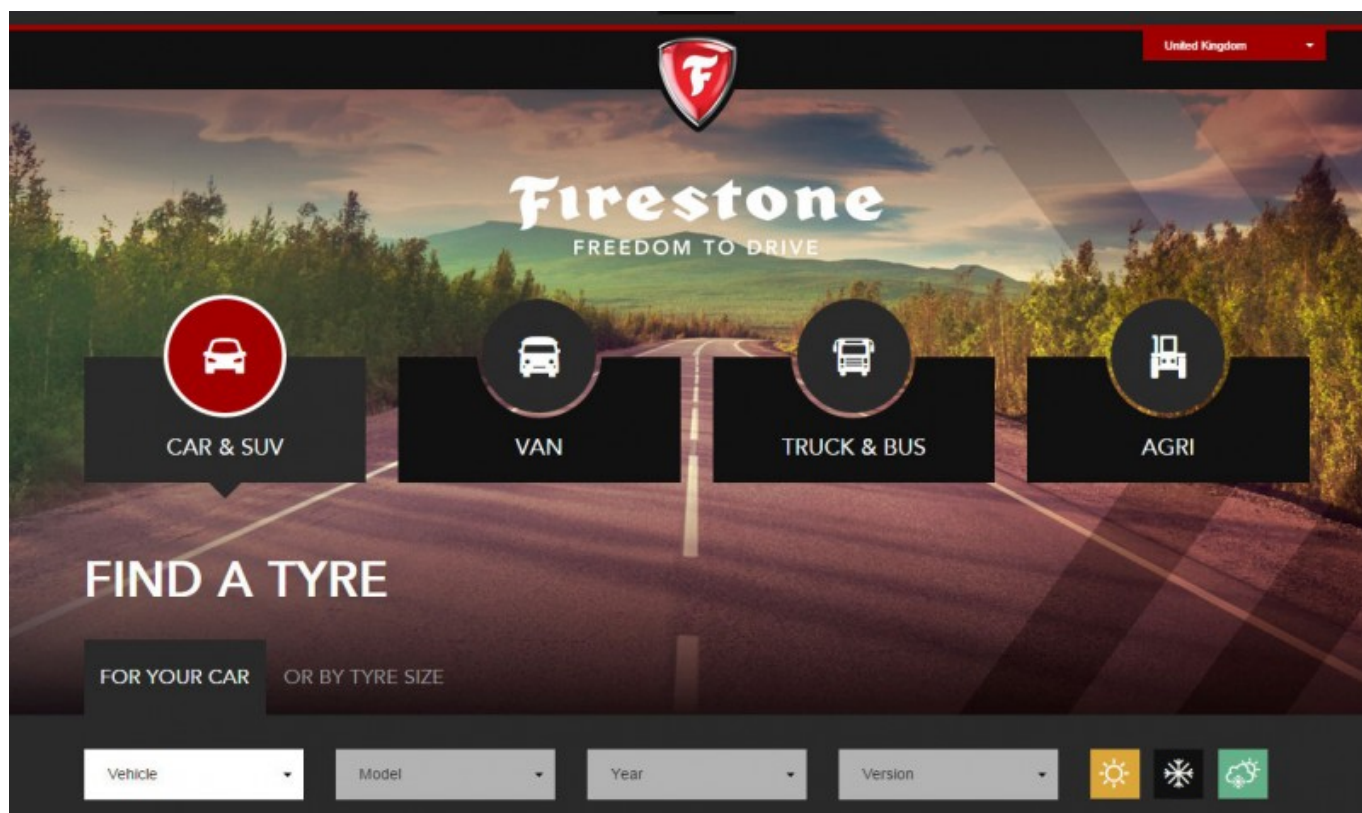 United Kingdom
F
Firestone
FREEDOM TO DRIVE
CAR & SUV
VAN
TRUCK & BUS
AGRI
FIND A TYRE
FOR YOUR CAR
OR BY TYRE SIZE
Vehicle
Model
Year
Version